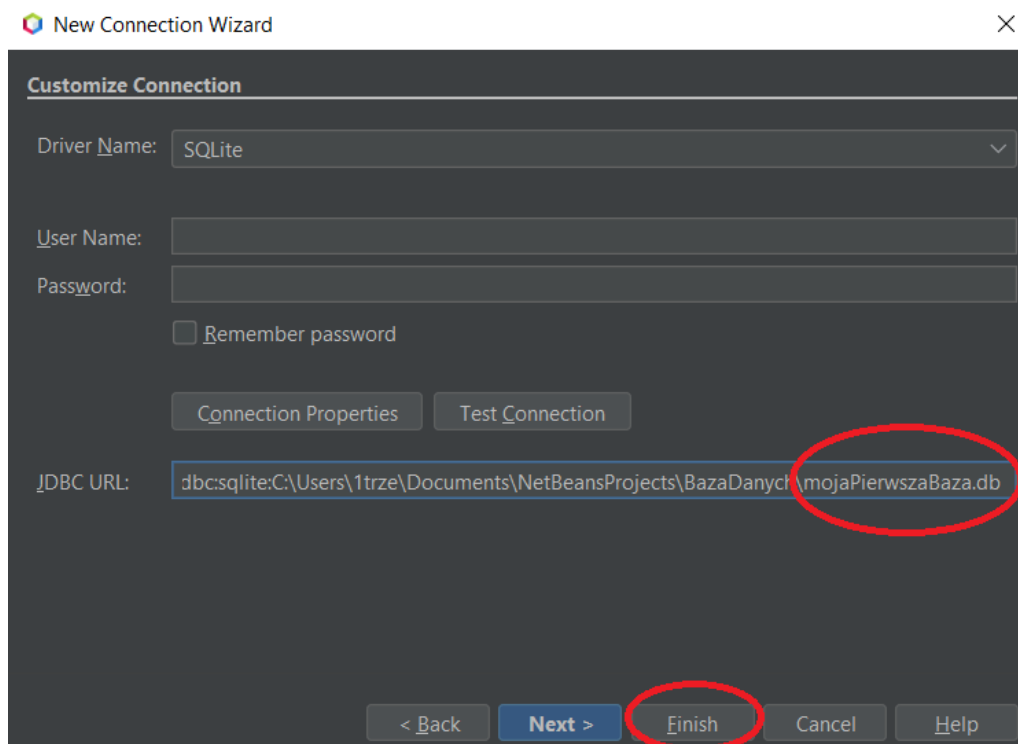 New Connection Wizard
Customize Connection
Driver Name: SQLite
User Name:
Password:
Remember password
Connection Properties Test Connection
JDBC URL: dbc:sqlite:C:\Users\1trze\Documents\NetBeansProjects\BazaDanych\mojaPierwszaBaza.db
< Back Next > Finish Cancel Help